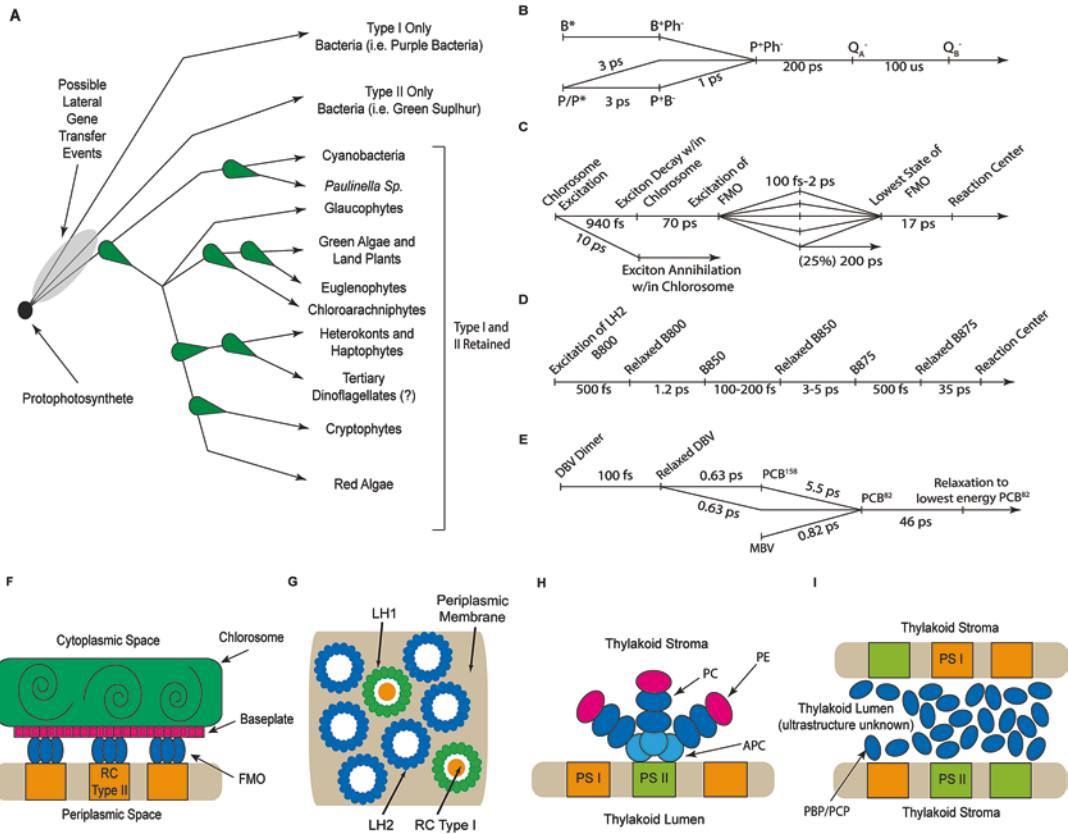 A
Possible
Lateral
Gene
Transfer
Events
Protophotosynthete
Type I Only
Bacteria (i.e. Purple Bacteria)
Type II Only
Bacteria (i.e. Green Suplhur)
Cyanobacteria
Paulinella Sp.
Glaucophytes
Green Algae and
Land Plants
Euglenophytes
Chloroarachniphytes
Heterokonts and
Haptophytes
Tertiary
Dinoflagellates (?)
Cryptophytes
Red Algae
Type I and
II Retained
B
B*
B⁺Ph⁻
P⁺Ph⁻
Q_A⁻
Q_B⁻
3 ps
1 ps
200 ps
100 us
P/P*
3 ps
P⁺B⁻
C
Chlorosome
Excitation
Exciton Decay w/in
Chlorosome
Excitation of
FMO
Lowest State of
FMO
Reaction Center
940 fs
70 ps
100 fs-2 ps
17 ps
10 ps
(25%) 200 ps
Exciton Annihilation
w/in Chlorosome
D
Excitation of LH2
B800
Relaxed B800
B850
Relaxed B850
B875
Relaxed B875
Reaction Center
500 fs
1.2 ps
100-200 fs
3-5 ps
500 fs
35 ps
E
DBV Dimer
Relaxed DBV
PCB¹⁵⁸
PCB⁸²
Relaxation to
lowest energy PCB⁸²
100 fs
0.63 ps
5.5 ps
0.63 ps
0.82 ps
46 ps
MBV
F
Cytoplasmic Space
Chlorosome
Baseplate
FMO
RC
Type II
Periplasmic Space
G
LH1
Periplasmic
Membrane
LH2
RC Type I
H
Thylakoid Stroma
PC
PE
APC
PS I
PS II
Thylakoid Lumen
I
Thylakoid Stroma
PS I
Thylakoid Lumen
(ultrastructure unknown)
PS II
PBP/PCP
Thylakoid Stroma